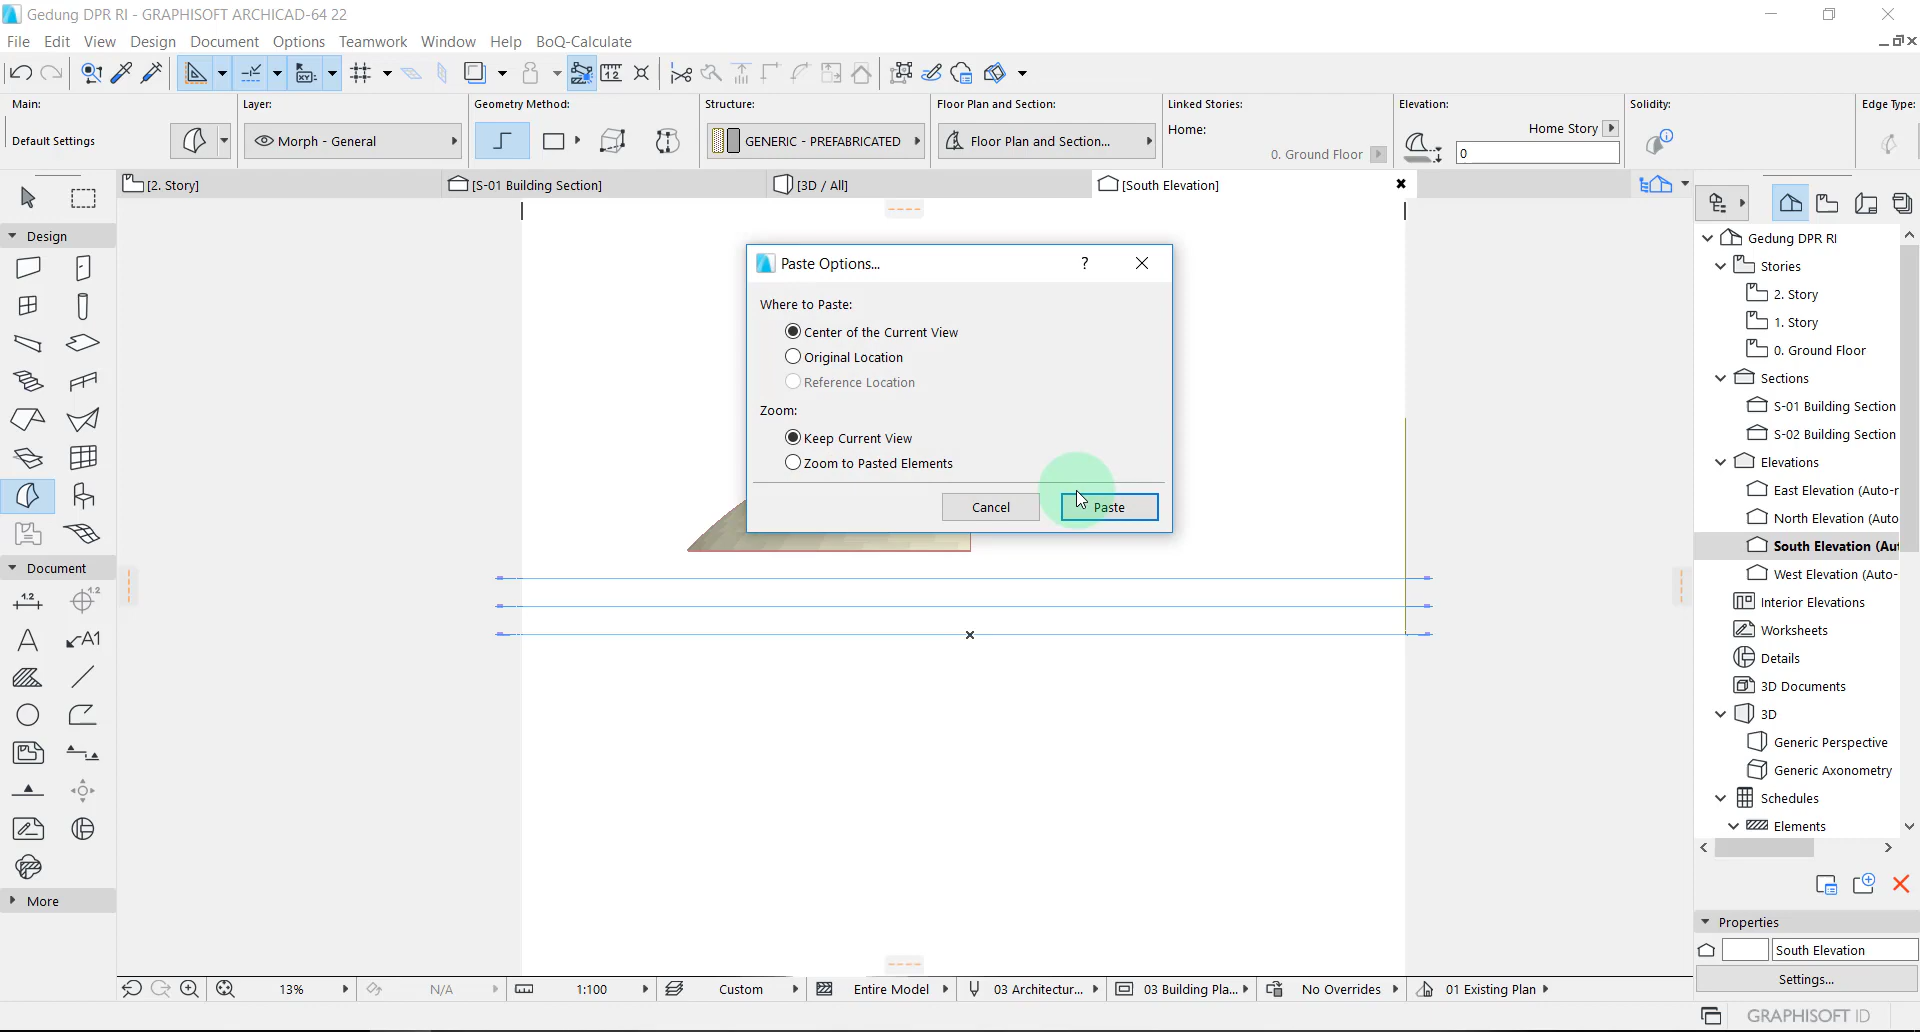 Gedung DPR RI - GRAPHISOFT ARCHICAD-64 22
File Edit View Design Document Options Teamwork Window Help BoQ-Calculate
Main: Layer: Geometry Method: Structure: Floor Plan and Section: Linked Stories: Elevation: Solidity: Edge Type:
Default Settings Morph - General GENERIC - PREFABRICATED Floor Plan and Section... Home: Home Story
0. Ground Floor 0
[2. Story] [S-01 Building Section] [3D / All] [South Elevation]
Design
Document
1.2 1.2
A A1
More
Paste Options... ?
Where to Paste:
Center of the Current View
Original Location
Reference Location
Zoom:
Keep Current View
Zoom to Pasted Elements
Cancel Paste
Gedung DPR RI
Stories
2. Story
1. Story
0. Ground Floor
Sections
S-01 Building Section
S-02 Building Section
Elevations
East Elevation (Auto-r
North Elevation (Auto
South Elevation (Aut
West Elevation (Auto-
Interior Elevations
Worksheets
Details
3D Documents
3D
Generic Perspective
Generic Axonometry
Schedules
Elements
Properties
South Elevation
Settings...
13% N/A 1:100 Custom Entire Model 03 Architectur... 03 Building Pla... No Overrides 01 Existing Plan
GRAPHISOFT ID